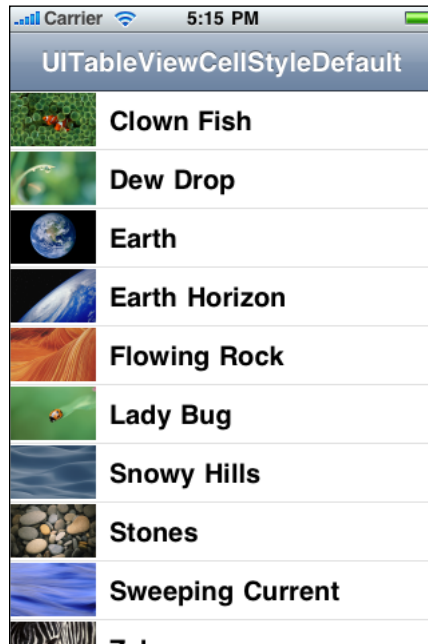 Carrier 5:15 PM
UITableViewCellStyleDefault
Clown Fish
Dew Drop
Earth
Earth Horizon
Flowing Rock
Lady Bug
Snowy Hills
Stones
Sweeping Current